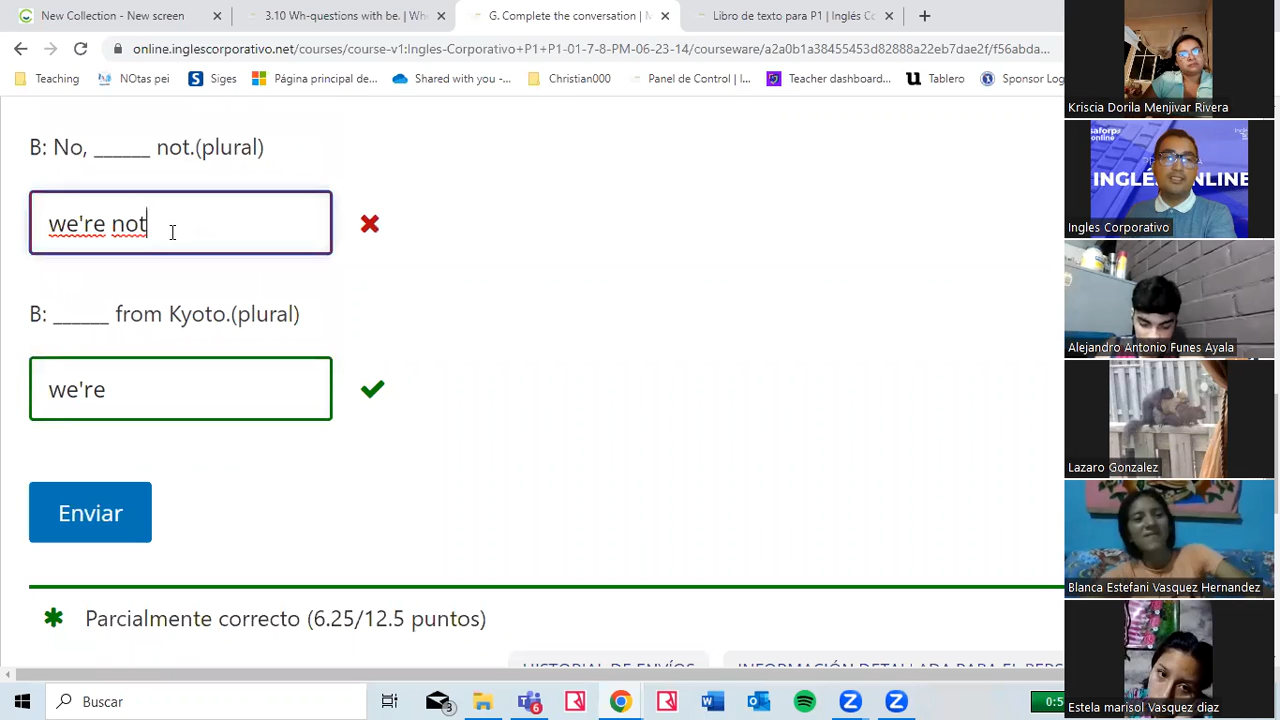 New Tab
3.10 Wh-questions with be. Wh
G. Complete the conversation | M
Libro de texto para P1 | Inglés Co
online.inglescorporativo.net/courses/course-v1:Ingles-Corporativo+P1+P1-01-7-8-PM-06-23-14/courseware/a2a0b1a38455453d82888a22eb7dae2f/f56abda...
Teaching
NOtas pei
Siges
Página principal de...
Shared with you -...
Christian000
Panel de Control | I...
Teacher dashboard...
Tablero
Sponsor Log
B: No, ______ not.(plural)
we're not
B: ______ from Kyoto.(plural)
we're
Enviar
Parcialmente correcto (6.25/12.5 puntos)
Buscar
0:5
Kriscia Dorila Menjivar Rivera
INGLÉS ONLINE
Ingles Corporativo
Alejandro Antonio Funes Ayala
Lazaro Gonzalez
Blanca Estefani Vasquez Hernandez
Estela marisol Vasquez diaz